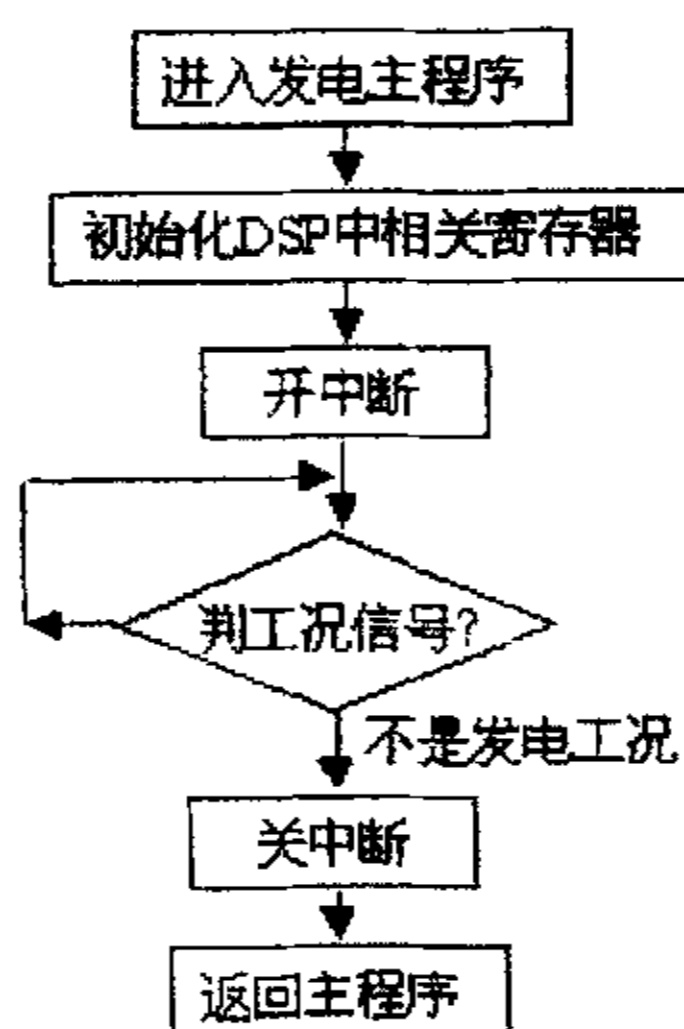 进入发电主程序
初始化DSP中相关寄存器
开中断
判工况信号?
不是发电工况
关中断
返回主程序